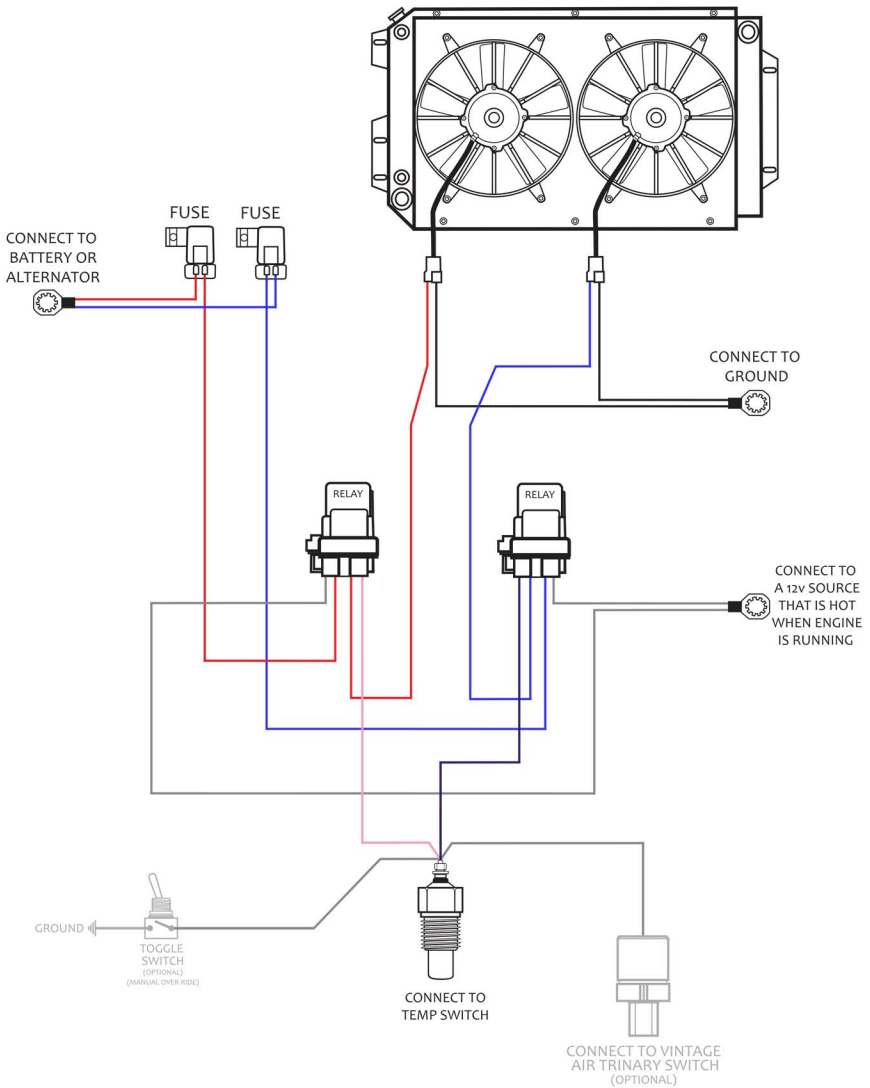 FUSE
FUSE
CONNECT TO
BATTERY OR
ALTERNATOR
CONNECT TO
GROUND
RELAY
RELAY
CONNECT TO
A 12v SOURCE
THAT IS HOT
WHEN ENGINE
IS RUNNING
GROUND
TOGGLE
SWITCH
(OPTIONAL)
(MANUAL OVER RIDE)
CONNECT TO
TEMP SWITCH
CONNECT TO VINTAGE
AIR TRINARY SWITCH
(OPTIONAL)